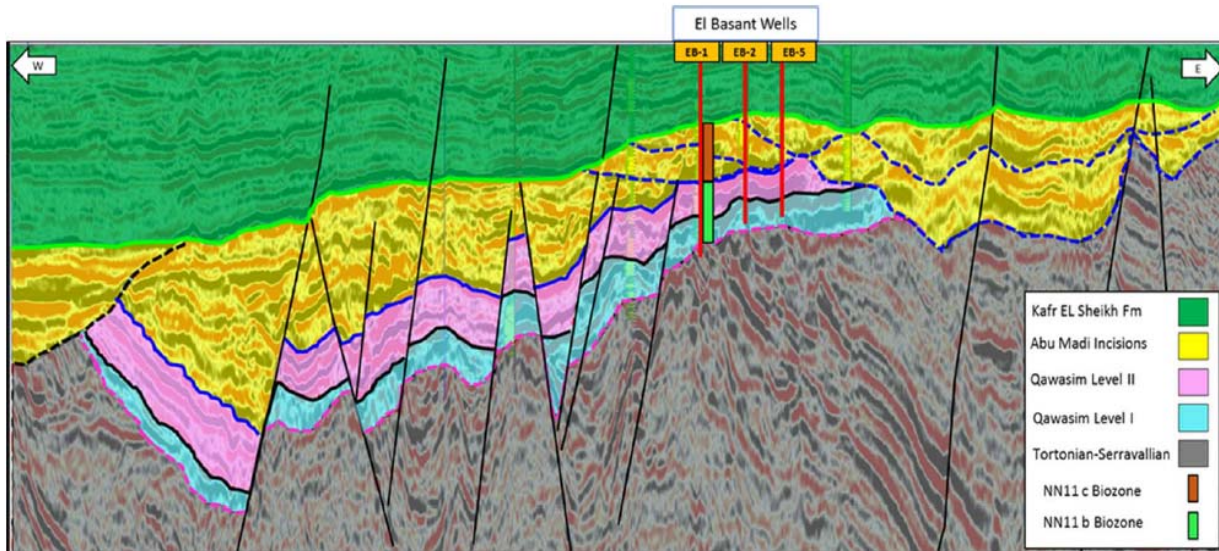 El Basant Wells
EB-1
EB-2
EB-5
W
E
Kafr EL Sheikh Fm
Abu Madi Incisions
Qawasim Level II
Qawasim Level I
Tortonian-Serravallian
NN11 c Biozone
NN11 b Biozone